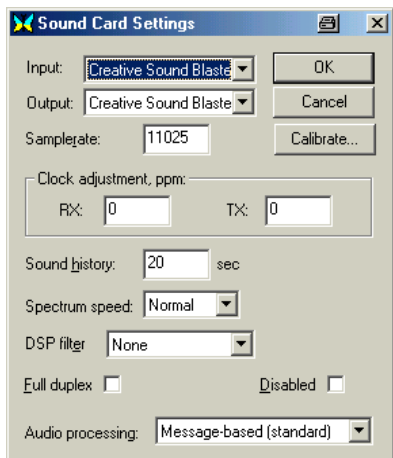 Sound Card Settings
Input: Creative Sound Blaste OK
Output: Creative Sound Blaste Cancel
Samplerate: 11025 Calibrate...
Clock adjustment, ppm:
RX: 0 TX: 0
Sound history: 20 sec
Spectrum speed: Normal
DSP filter None
Full duplex Disabled
Audio processing: Message-based (standard)